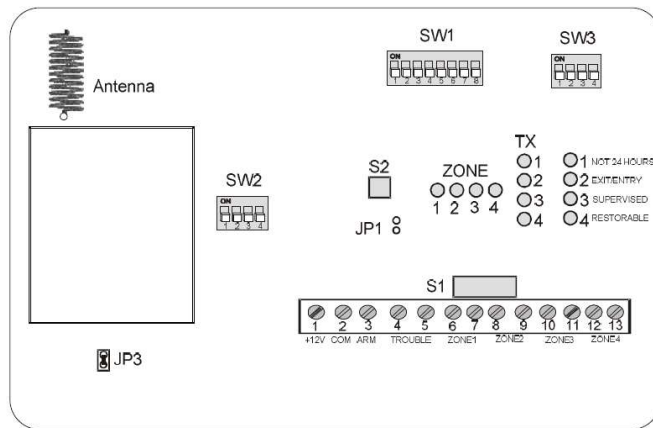 SW1
SW3
ON
1 2 3 4 5 6 7 8
ON
1 2 3 4
Antenna
TX
1
2
3
4
1 NOT 24 HOURS
2 EXIT/ENTRY
3 SUPERVISED
4 RESTORABLE
S2
ZONE
1 2 3 4
SW2
ON
1 2 3 4
JP1
S1
1 2 3 4 5 6 7 8 9 10 11 12 13
+12V COM ARM TROUBLE ZONE1 ZONE2 ZONE3 ZONE4
JP3